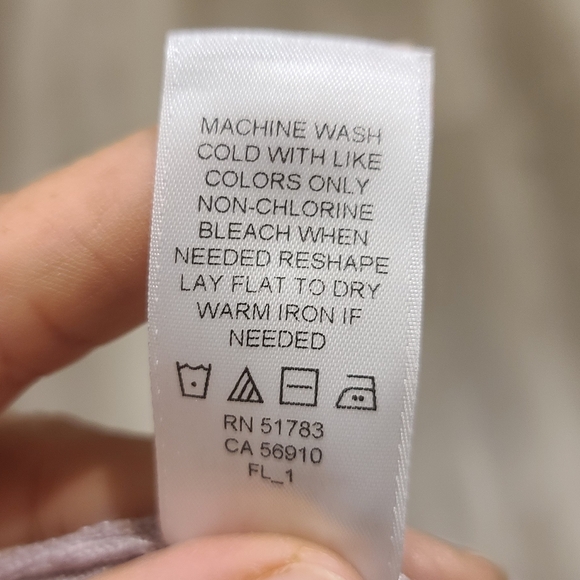 MACHINE WASH
COLD WITH LIKE
COLORS ONLY
NON-CHLORINE
BLEACH WHEN
NEEDED RESHAPE
LAY FLAT TO DRY
WARM IRON IF
NEEDED
RN 51783
CA 56910
FL_1